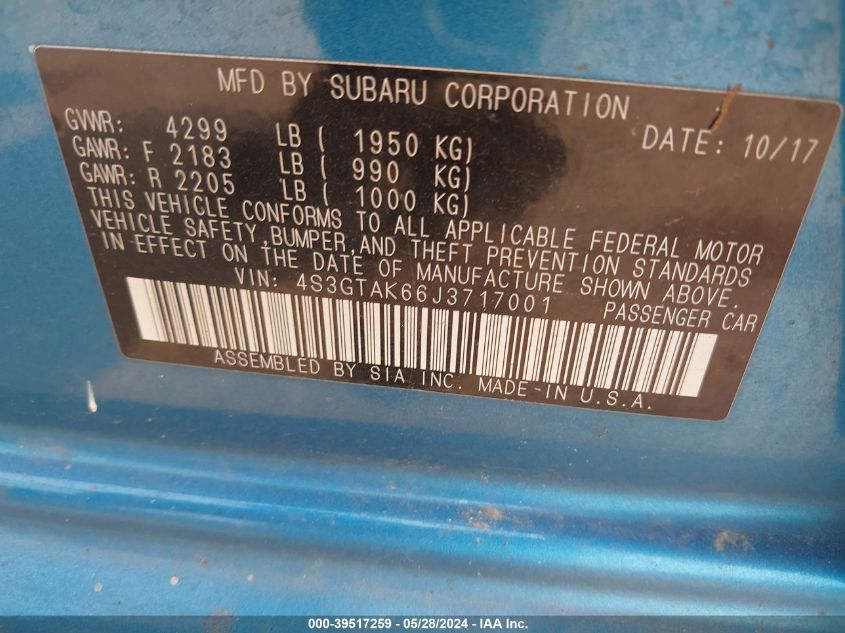 MFD BY SUBARU CORPORATION
DATE: 10/17
GVWR: 4299 LB ( 1950 KG)
GAWR: F 2183 LB ( 990 KG)
GAWR: R 2205 LB ( 1000 KG)
THIS VEHICLE CONFORMS TO ALL APPLICABLE FEDERAL MOTOR
VEHICLE SAFETY, BUMPER, AND THEFT PREVENTION STANDARDS
IN EFFECT ON THE DATE OF MANUFACTURE SHOWN ABOVE.
VIN: 4S3GTAK66J3717001 PASSENGER CAR
ASSEMBLED BY SIA INC. MADE-IN U.S.A.
000-39517259 - 05/28/2024 - IAA Inc.